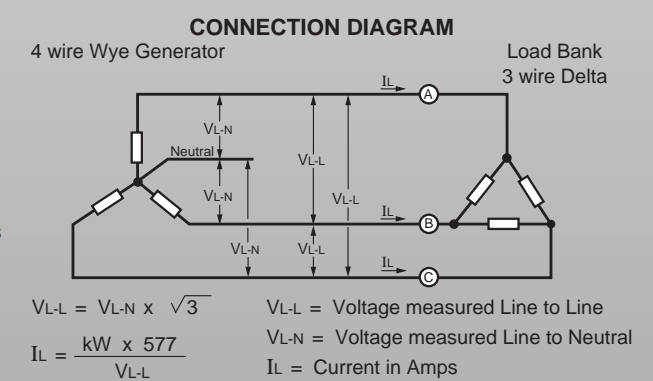 CONNECTION DIAGRAM
4 wire Wye Generator
Load Bank
3 wire Delta
IL
A
VL-N
Neutral
VL-L
VL-N
VL-L
IL
B
VL-N
VL-L
IL
C
VL-L = VL-N x √3
VL-L = Voltage measured Line to Line
VL-N = Voltage measured Line to Neutral
IL = kW x 577
VL-L
IL = Current in Amps